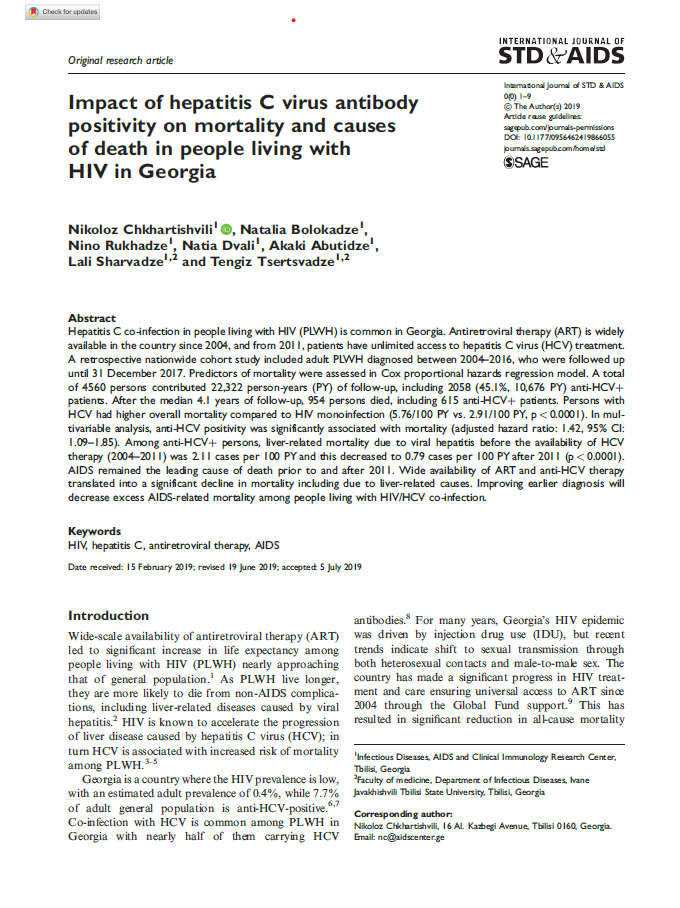 Check for updates
Original research article
INTERNATIONAL JOURNAL OF
STD & AIDS
Impact of hepatitis C virus antibody
positivity on mortality and causes
of death in people living with
HIV in Georgia
International Journal of STD & AIDS
0(0) 1–9
© The Author(s) 2019
Article reuse guidelines:
sagepub.com/journals-permissions
DOI: 10.1177/0956462419866055
journals.sagepub.com/home/std
SAGE
Nikoloz Chkhartishvili1 iD, Natalia Bolokadze1,
Nino Rukhadze1, Natia Dvali1, Akaki Abutidze1,
Lali Sharvadze1,2 and Tengiz Tsertsvadze1,2
Abstract
Hepatitis C co-infection in people living with HIV (PLWH) is common in Georgia. Antiretroviral therapy (ART) is widely
available in the country since 2004, and from 2011, patients have unlimited access to hepatitis C virus (HCV) treatment.
A retrospective nationwide cohort study included adult PLWH diagnosed between 2004–2016, who were followed up
until 31 December 2017. Predictors of mortality were assessed in Cox proportional hazards regression model. A total
of 4560 persons contributed 22,322 person-years (PY) of follow-up, including 2058 (45.1%, 10,676 PY) anti-HCV+
patients. After the median 4.1 years of follow-up, 954 persons died, including 615 anti-HCV+ patients. Persons with
HCV had higher overall mortality compared to HIV monoinfection (5.76/100 PY vs. 2.91/100 PY, p < 0.0001). In mul-
tivariable analysis, anti-HCV positivity was significantly associated with mortality (adjusted hazard ratio: 1.42, 95% CI:
1.09–1.85). Among anti-HCV+ persons, liver-related mortality due to viral hepatitis before the availability of HCV
therapy (2004–2011) was 2.11 cases per 100 PY and this decreased to 0.79 cases per 100 PY after 2011 (p < 0.0001).
AIDS remained the leading cause of death prior to and after 2011. Wide availability of ART and anti-HCV therapy
translated into a significant decline in mortality including due to liver-related causes. Improving earlier diagnosis will
decrease excess AIDS-related mortality among people living with HIV/HCV co-infection.
Keywords
HIV, hepatitis C, antiretroviral therapy, AIDS
Date received: 15 February 2019; revised 19 June 2019; accepted: 5 July 2019
Introduction
Wide-scale availability of antiretroviral therapy (ART)
led to significant increase in life expectancy among
people living with HIV (PLWH) nearly approaching
that of general population.1 As PLWH live longer,
they are more likely to die from non-AIDS complica-
tions, including liver-related diseases caused by viral
hepatitis.2 HIV is known to accelerate the progression
of liver disease caused by hepatitis C virus (HCV); in
turn HCV is associated with increased risk of mortality
among PLWH.3–5
Georgia is a country where the HIV prevalence is low,
with an estimated adult prevalence of 0.4%, while 7.7%
of adult general population is anti-HCV-positive.6,7
Co-infection with HCV is common among PLWH in
Georgia with nearly half of them carrying HCV
antibodies.8 For many years, Georgia's HIV epidemic
was driven by injection drug use (IDU), but recent
trends indicate shift to sexual transmission through
both heterosexual contacts and male-to-male sex. The
country has made a significant progress in HIV treat-
ment and care ensuring universal access to ART since
2004 through the Global Fund support.9 This has
resulted in significant reduction in all-cause mortality
1Infectious Diseases, AIDS and Clinical Immunology Research Center,
Tbilisi, Georgia
2Faculty of medicine, Department of Infectious Diseases, Ivane
Javakhishvili Tbilisi State University, Tbilisi, Georgia
Corresponding author:
Nikoloz Chkhartishvili, 16 Al. Kazbegi Avenue, Tbilisi 0160, Georgia.
Email: nc@aidscenter.ge